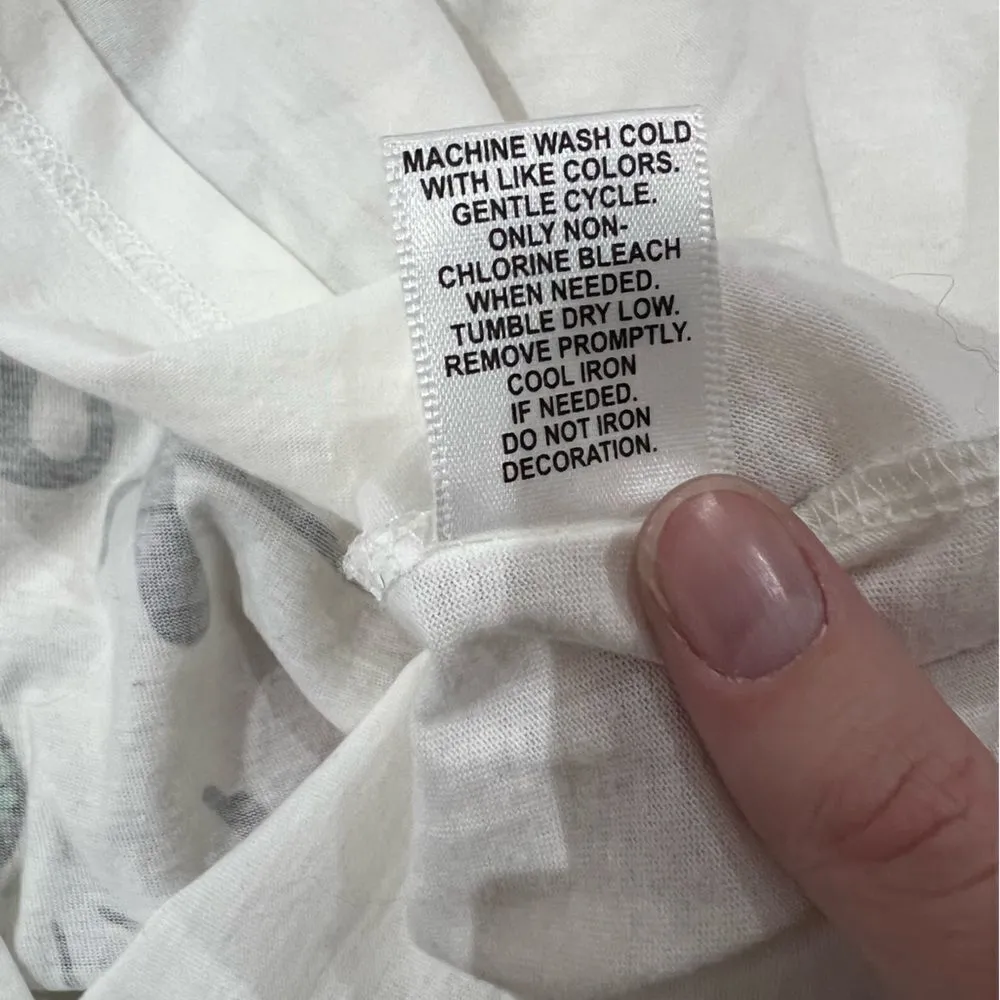 MACHINE WASH COLD
WITH LIKE COLORS.
GENTLE CYCLE.
ONLY NON-
CHLORINE BLEACH
WHEN NEEDED.
TUMBLE DRY LOW.
REMOVE PROMPTLY.
COOL IRON
IF NEEDED.
DO NOT IRON
DECORATION.